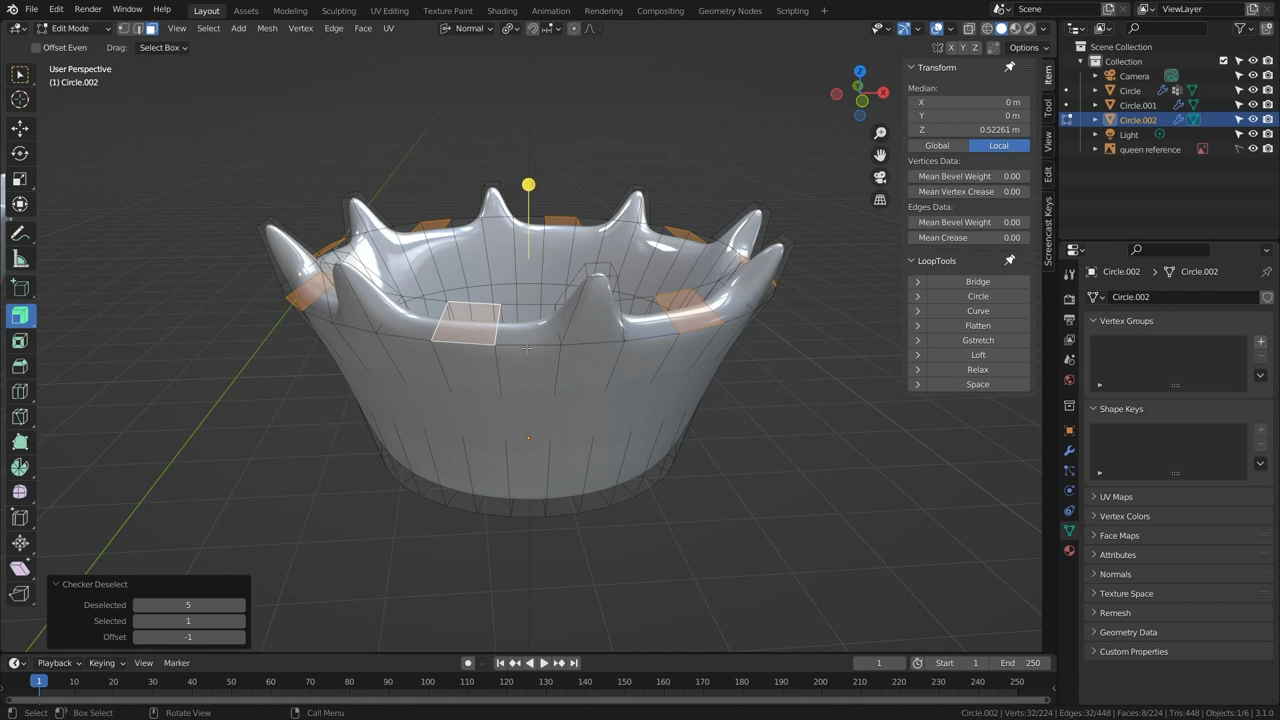 File Edit Render Window Help Layout Assets Modeling Sculpting UV Editing Texture Paint Shading Animation Rendering Compositing Geometry Nodes Scripting + Scene ViewLayer
Edit Mode View Select Add Mesh Vertex Edge Face UV Normal
Offset Even Drag: Select Box X Y Z Options
User Perspective
(1) Circle.002
Z
X
Y
Transform
Median:
X 0 m
Y 0 m
Z 0.52261 m
Global Local
Vertices Data:
Mean Bevel Weight 0.00
Mean Vertex Crease 0.00
Edges Data:
Mean Bevel Weight 0.00
Mean Crease 0.00
LoopTools
Bridge
Circle
Curve
Flatten
Gstretch
Loft
Relax
Space
Item
Tool
View
Edit
Screencast Keys
Scene Collection
Collection
Camera
Circle
Circle.001
Circle.002
Light
queen reference
Circle.002 Circle.002
Circle.002
Vertex Groups
Shape Keys
UV Maps
Vertex Colors
Face Maps
Attributes
Normals
Texture Space
Remesh
Geometry Data
Custom Properties
Checker Deselect
Deselected 5
Selected 1
Offset -1
Playback Keying View Marker 1 Start 1 End 250
1 10 20 30 40 50 60 70 80 90 100 110 120 130 140 150 160 170 180 190 200 210 220 230 240 250
Select Box Select Rotate View Call Menu Circle.002 | Verts:32/224 | Edges:32/448 | Faces:8/224 | Tris:448 | Objects:1/6 | 3.1.0